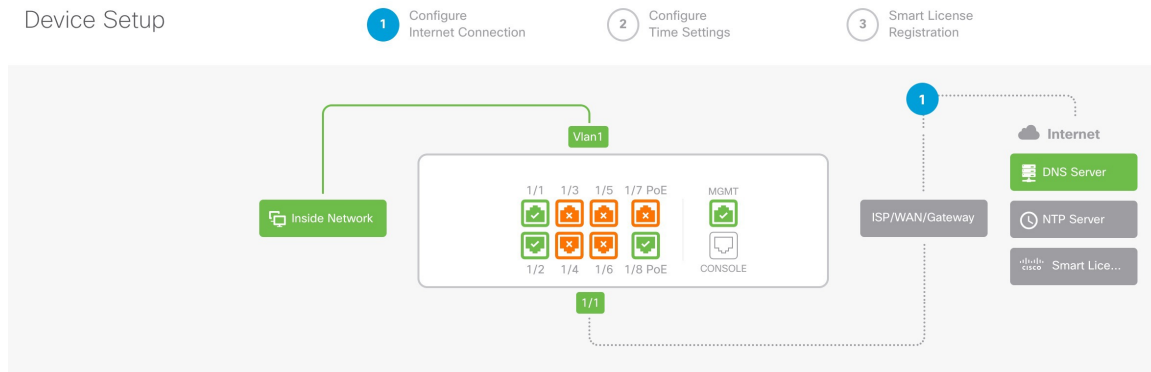 Device Setup
1
Configure
Internet Connection
2
Configure
Time Settings
3
Smart License
Registration
1
Internet
Vlan1
DNS Server
1/1 1/3 1/5 1/7 PoE MGMT
Inside Network
ISP/WAN/Gateway
NTP Server
1/2 1/4 1/6 1/8 PoE CONSOLE
CISCO Smart Lice...
1/1